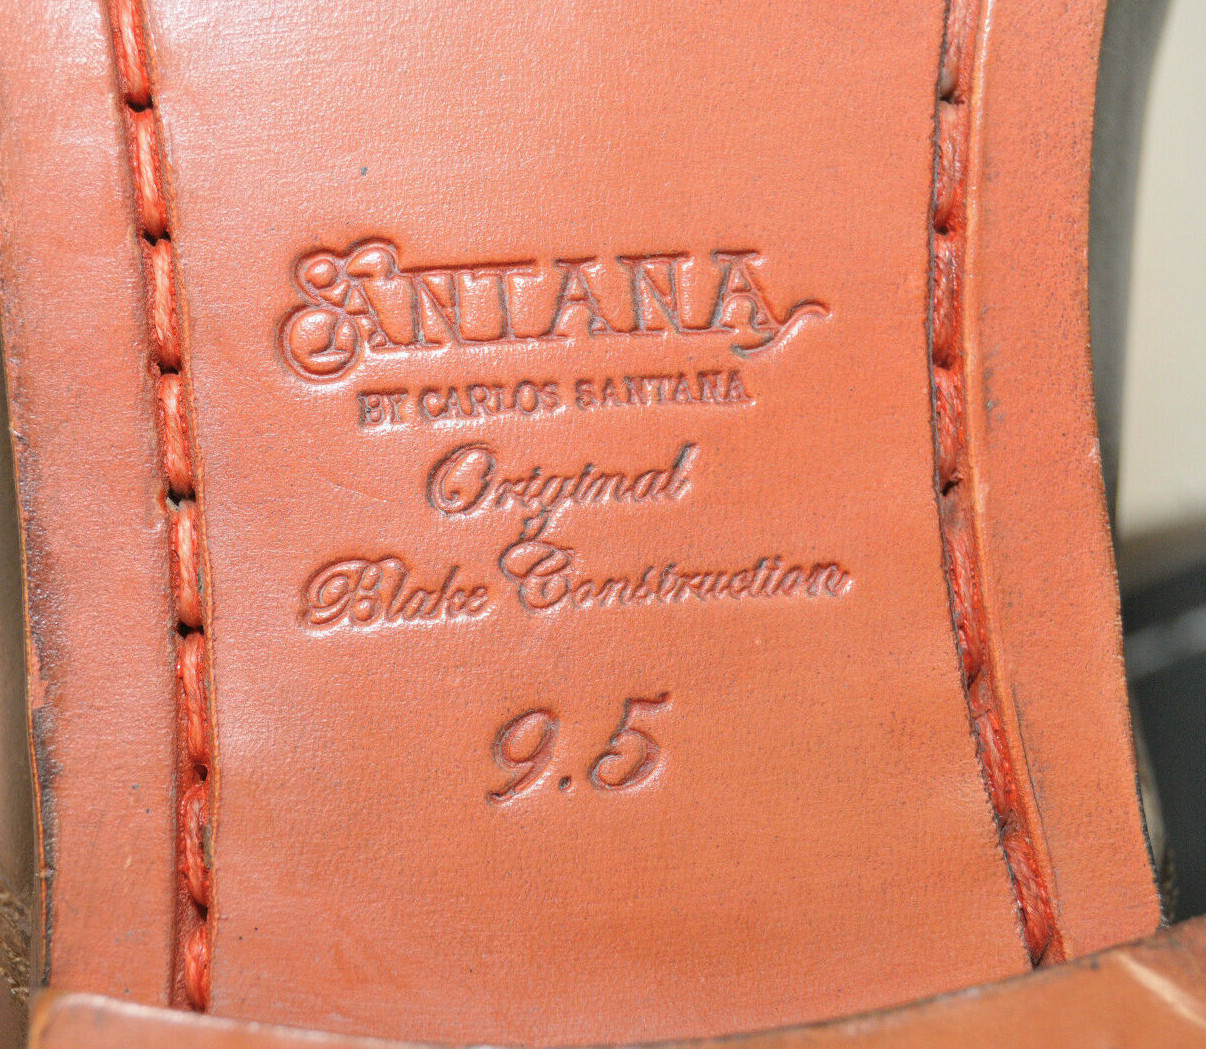 SANTANA
BY CARLOS SANTANA
Original
Blake Construction
9.5